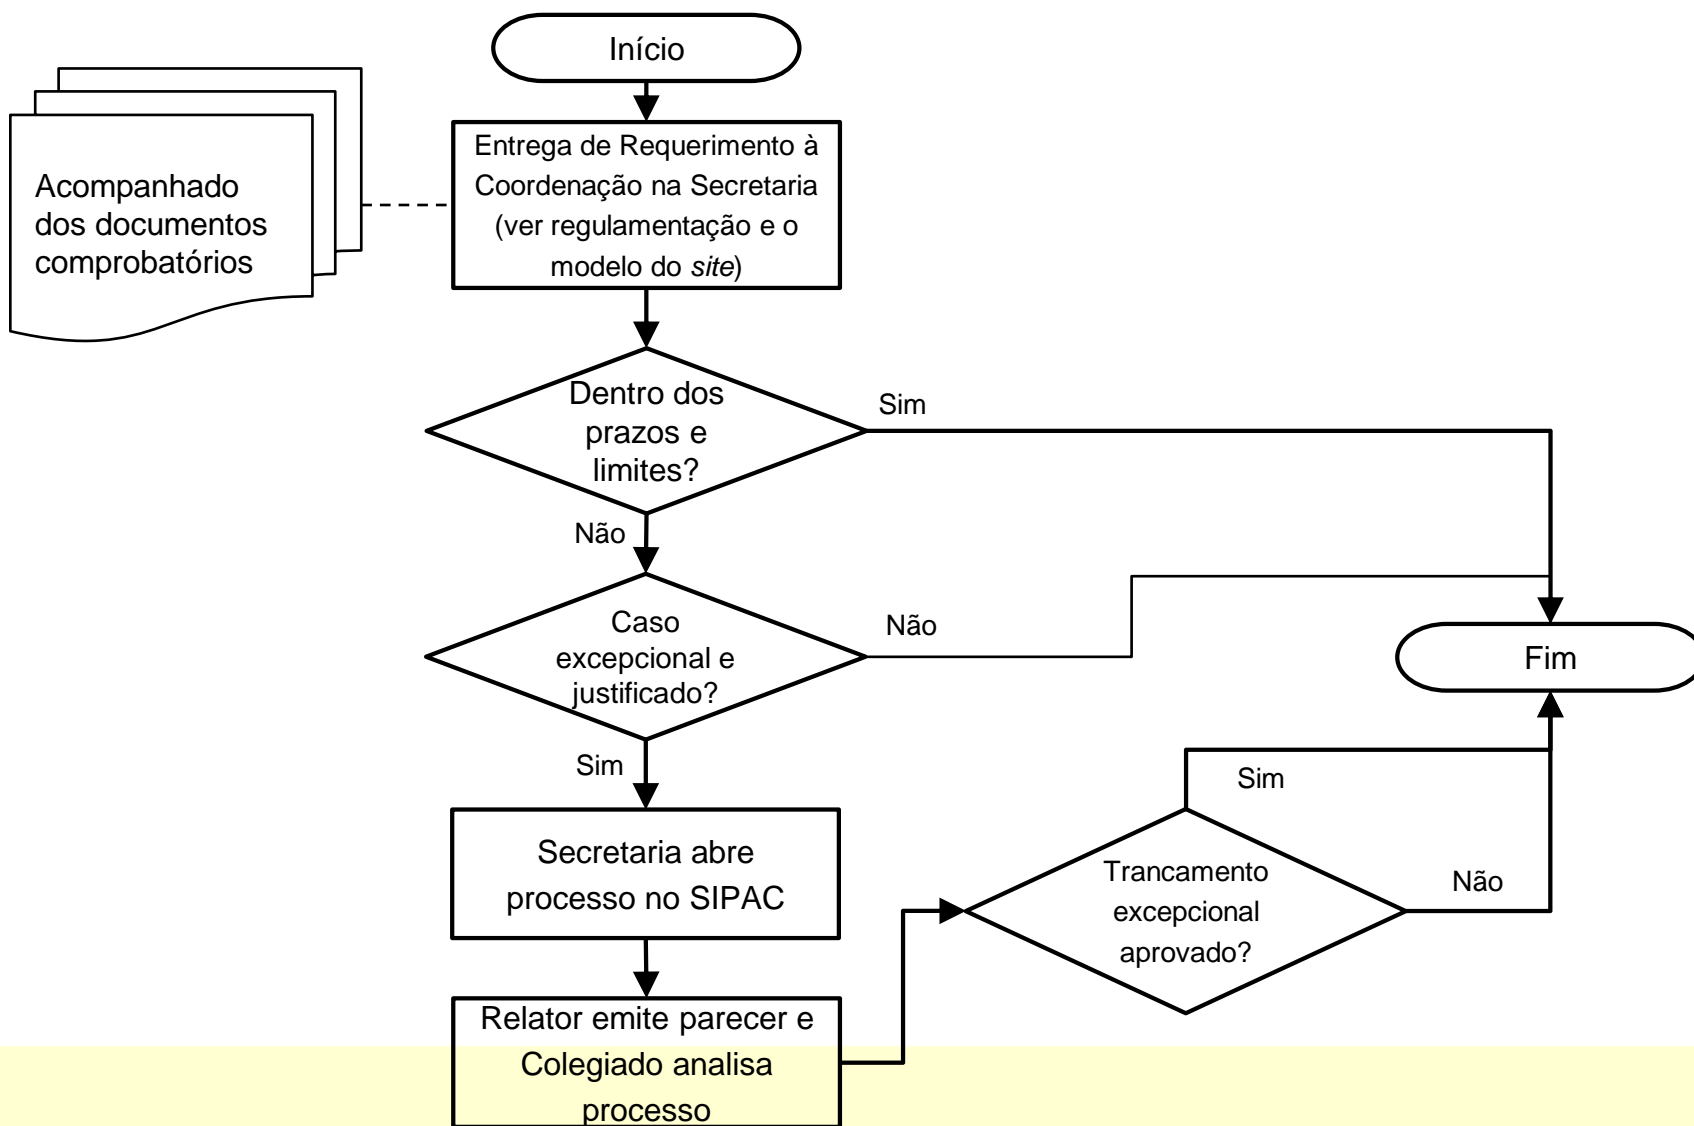 Início
Acompanhado
dos documentos
comprobatórios
Entrega de Requerimento à
Coordenação na Secretaria
(ver regulamentação e o
modelo do site)
Dentro dos
prazos e
limites?
Sim
Não
Caso
excepcional e
justificado?
Não
Fim
Sim
Secretaria abre
processo no SIPAC
Relator emite parecer e
Colegiado analisa
processo
Sim
Trancamento
excepcional
aprovado?
Não